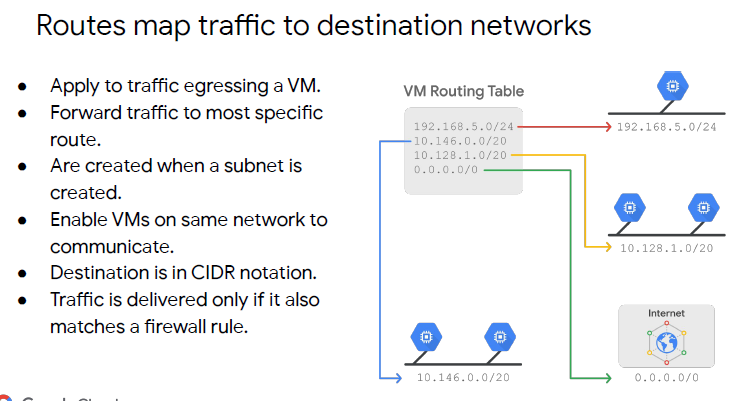 Routes map traffic to destination networks
● Apply to traffic egressing a VM.
● Forward traffic to most specific
route.
● Are created when a subnet is
created.
● Enable VMs on same network to
communicate.
● Destination is in CIDR notation.
● Traffic is delivered only if it also
matches a firewall rule.
VM Routing Table
192.168.5.0/24
10.146.0.0/20
10.128.1.0/20
0.0.0.0/0
192.168.5.0/24
10.128.1.0/20
Internet
0.0.0.0/0
10.146.0.0/20